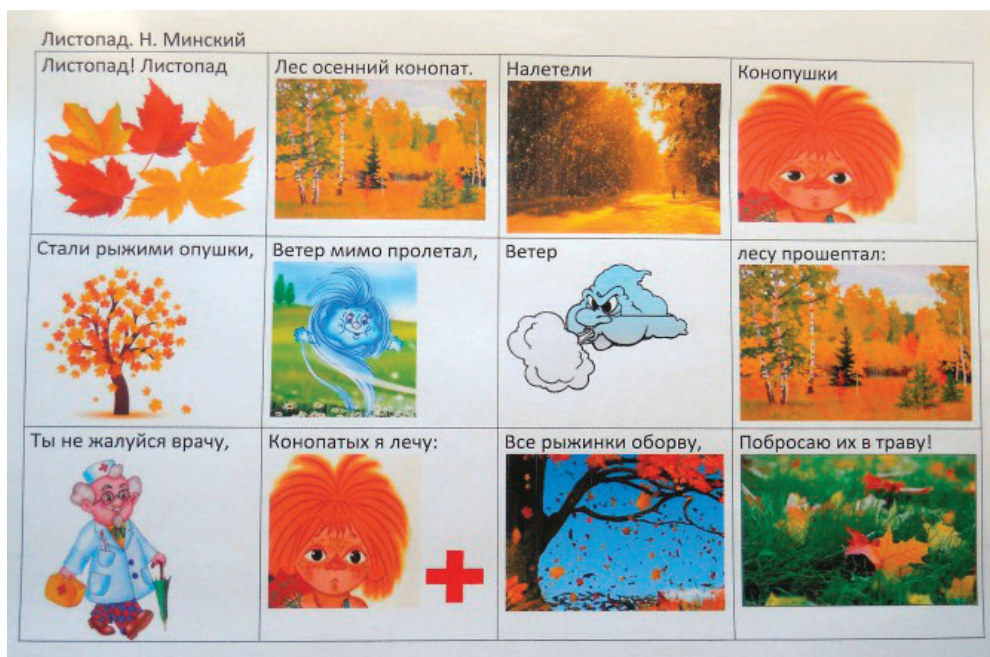 Листопад. Н. Минский
Листопад! Листопад
Лес осенний конопат.
Налетели
Конопушки
Стали рыжими опушки,
Ветер мимо пролетал,
Ветер
лесу прошептал:
Ты не жалуйся врачу,
Конопатых я лечу:
Все рыжинки оборву,
Побросаю их в траву!